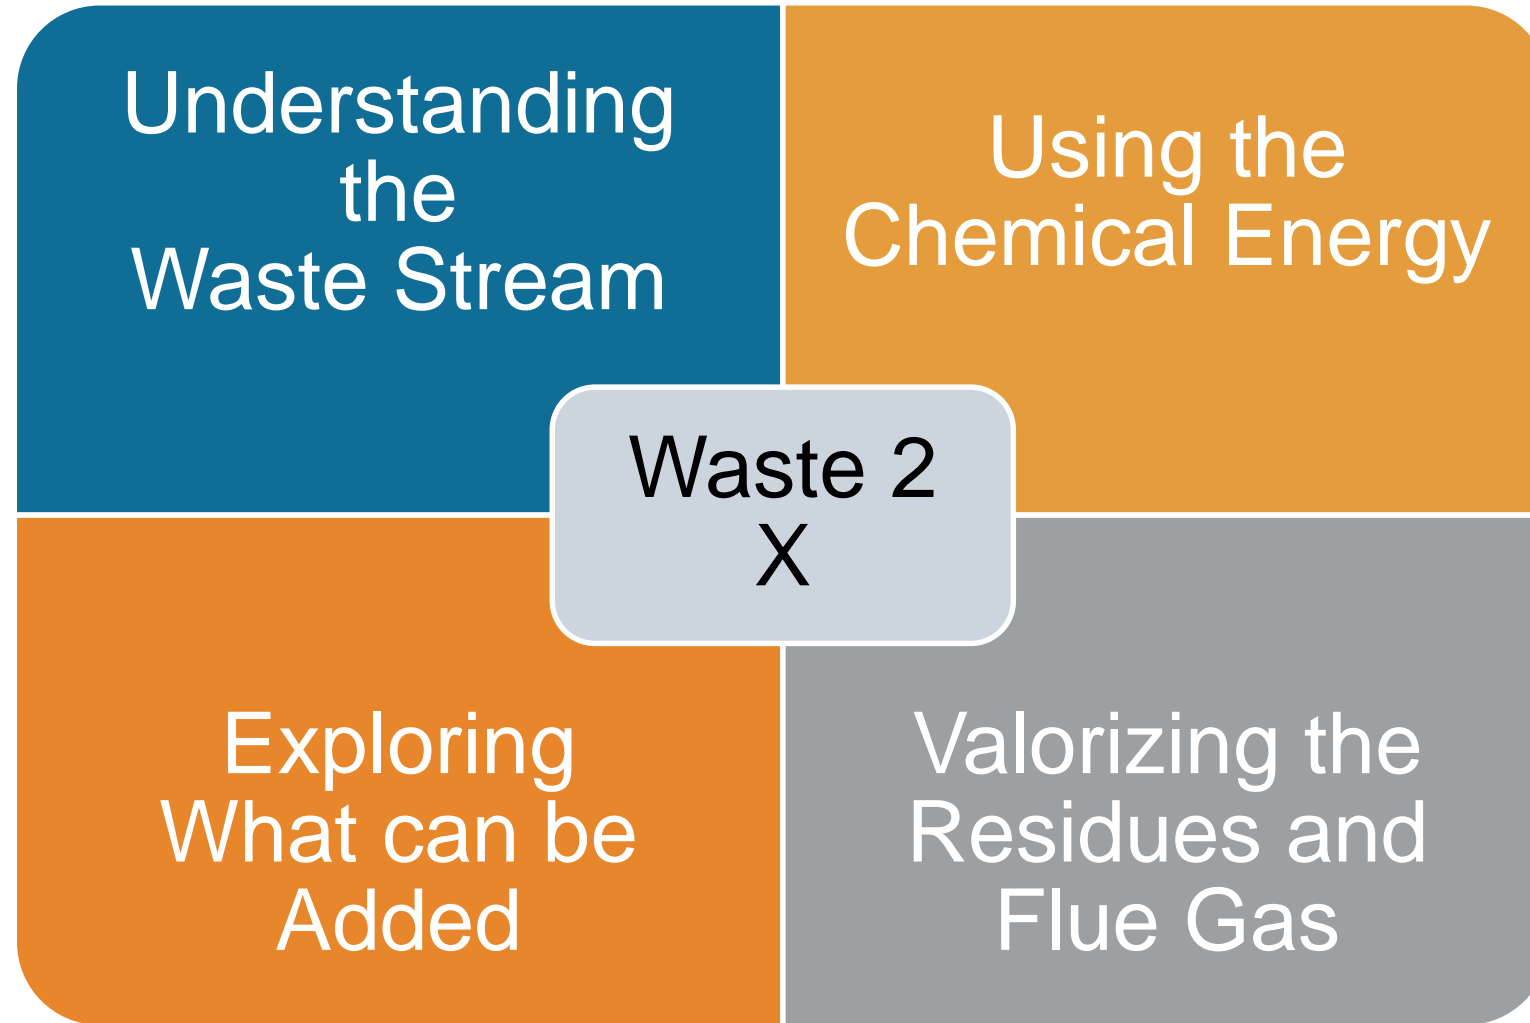 Understanding
the
Waste Stream
Using the
Chemical Energy
Waste 2
X
Exploring
What can be
Added
Valorizing the
Residues and
Flue Gas